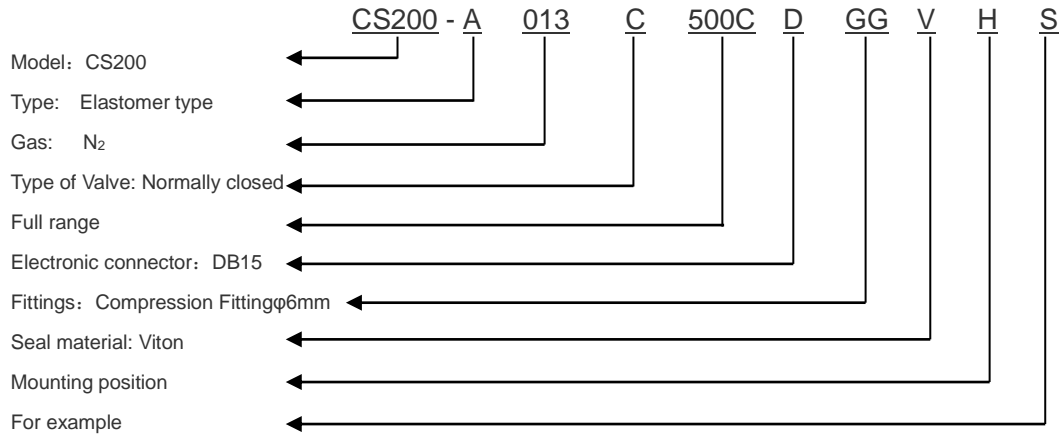 CS200 - A 013 C 500C D GG V H S
Model：CS200
Type: Elastomer type
Gas: N₂
Type of Valve: Normally closed
Full range
Electronic connector：DB15
Fittings：Compression Fittingφ6mm
Seal material: Viton
Mounting position
For example